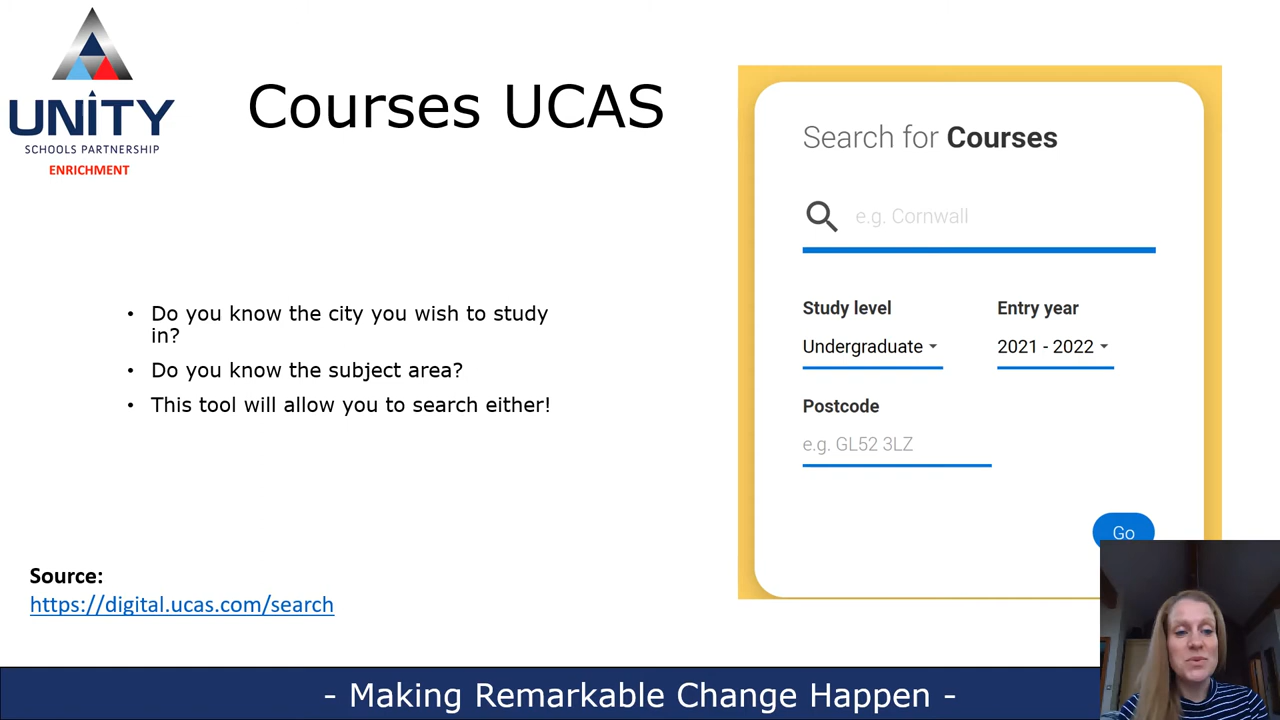 UNITY
SCHOOLS PARTNERSHIP
ENRICHMENT
Courses UCAS
• Do you know the city you wish to study
in?
• Do you know the subject area?
• This tool will allow you to search either!
Source:
https://digital.ucas.com/search
Search for Courses
e.g. Cornwall
Study level
Entry year
Undergraduate
2021 - 2022
Postcode
e.g. GL52 3LZ
Go
- Making Remarkable Change Happen -